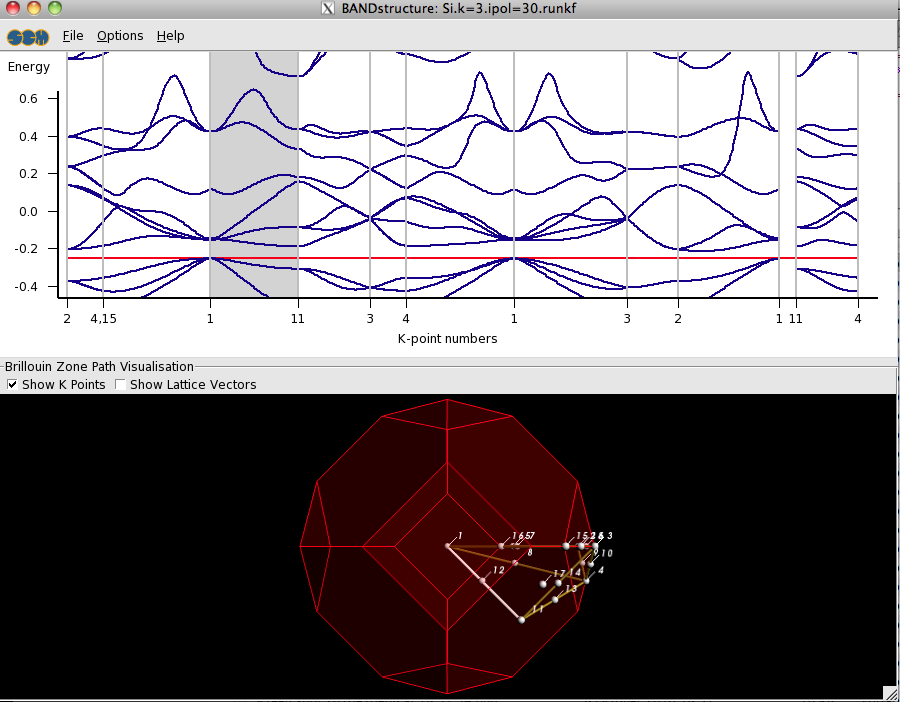 BANDstructure: Si.k=3.ipol=30.runkf
SCM File Options Help
Energy
0.6
0.4
0.2
0.0
-0.2
-0.4
2 4,15 1 11 3 4 1 3 2 1 11 4
K-point numbers
Brillouin Zone Path Visualisation
Show K Points Show Lattice Vectors
1
8
10
12
17
14
4
13
11